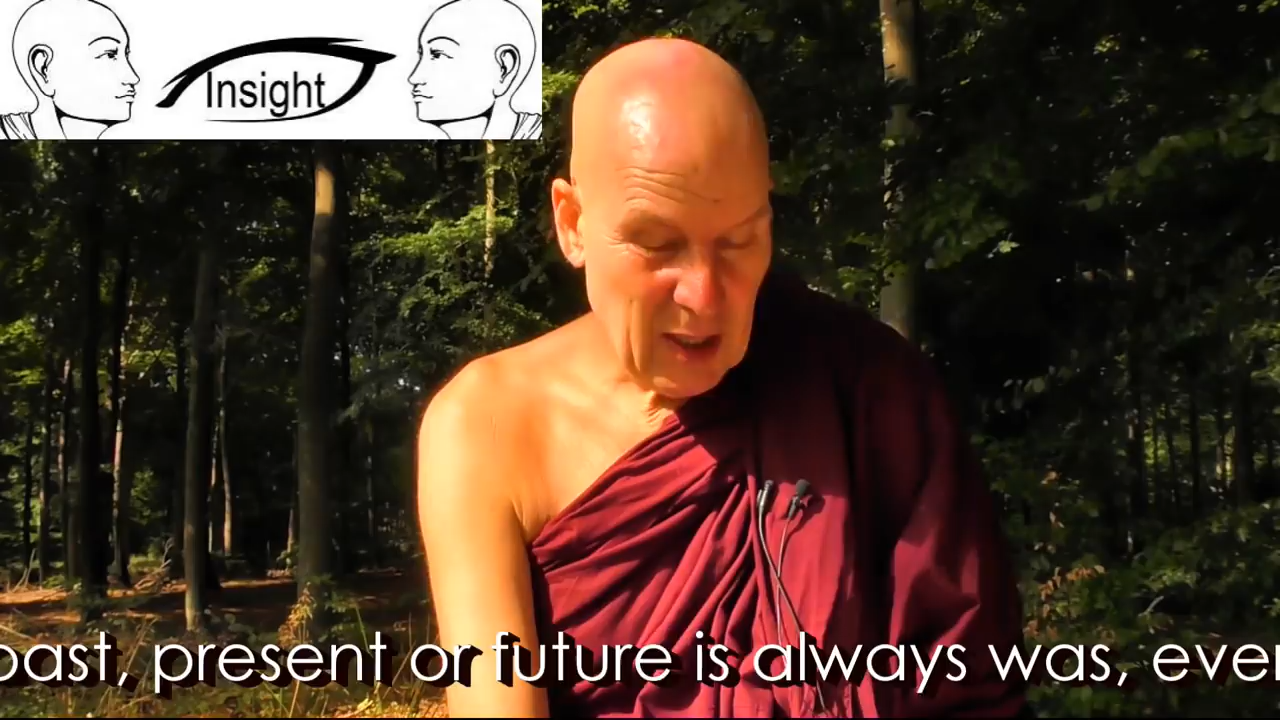 Insight
past, present or future is always was, ever